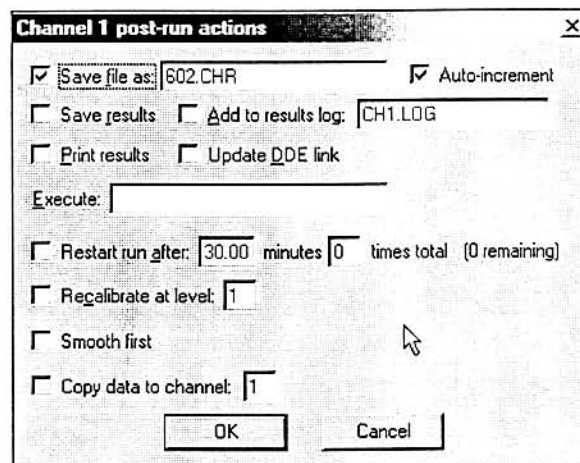 Channel 1 post-run actions
Save file as: 602.CHR Auto-increment
Save results Add to results log: CH1.LOG
Print results Update DDE link
Execute:
Restart run after: 30.00 minutes 0 times total (0 remaining)
Recalibrate at level: 1
Smooth first
Copy data to channel: 1
OK Cancel